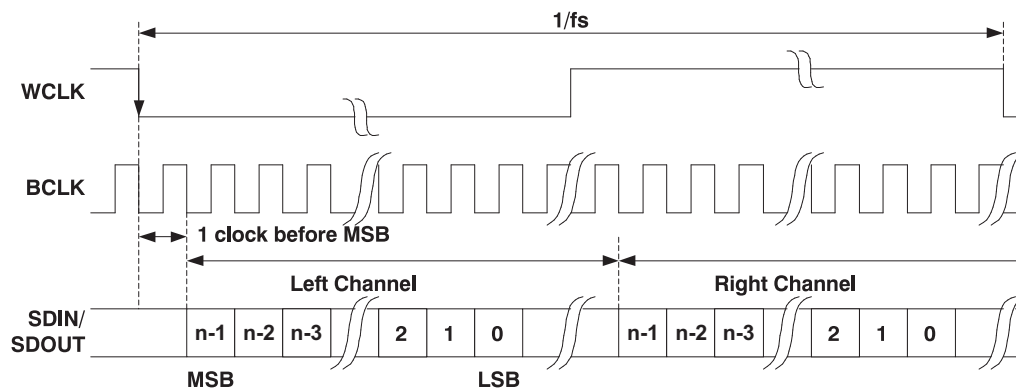 1/fs
WCLK
BCLK
1 clock before MSB
Left Channel
Right Channel
SDIN/
SDOUT
n-1 n-2 n-3 2 1 0 n-1 n-2 n-3 2 1 0
MSB LSB